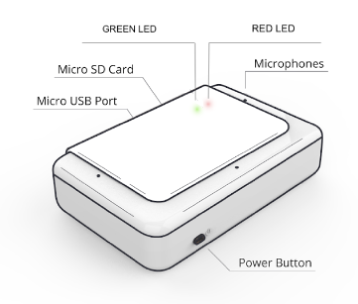 GREEN LED
RED LED
Micro SD Card
Microphones
Micro USB Port
Power Button